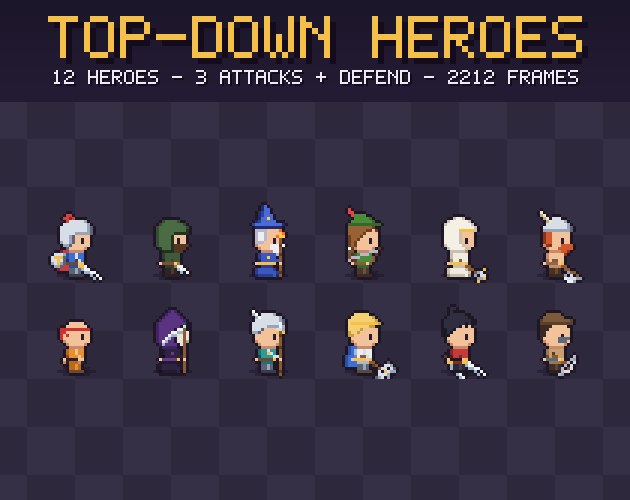 TOP-DOWN HEROES
12 HEROES - 3 ATTACKS + DEFEND - 2212 FRAMES